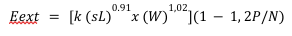 Eext = [k (sL)^0.91 x (W)^1,02](1 − 1, 2P/N)